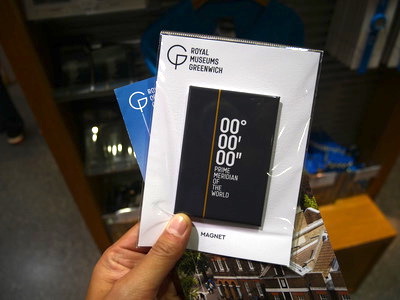 ROYAL
MUSEUMS
GREENWICH
00°
00'
00"
PRIME
MERIDIAN
OF
THE
WORLD
MAGNET